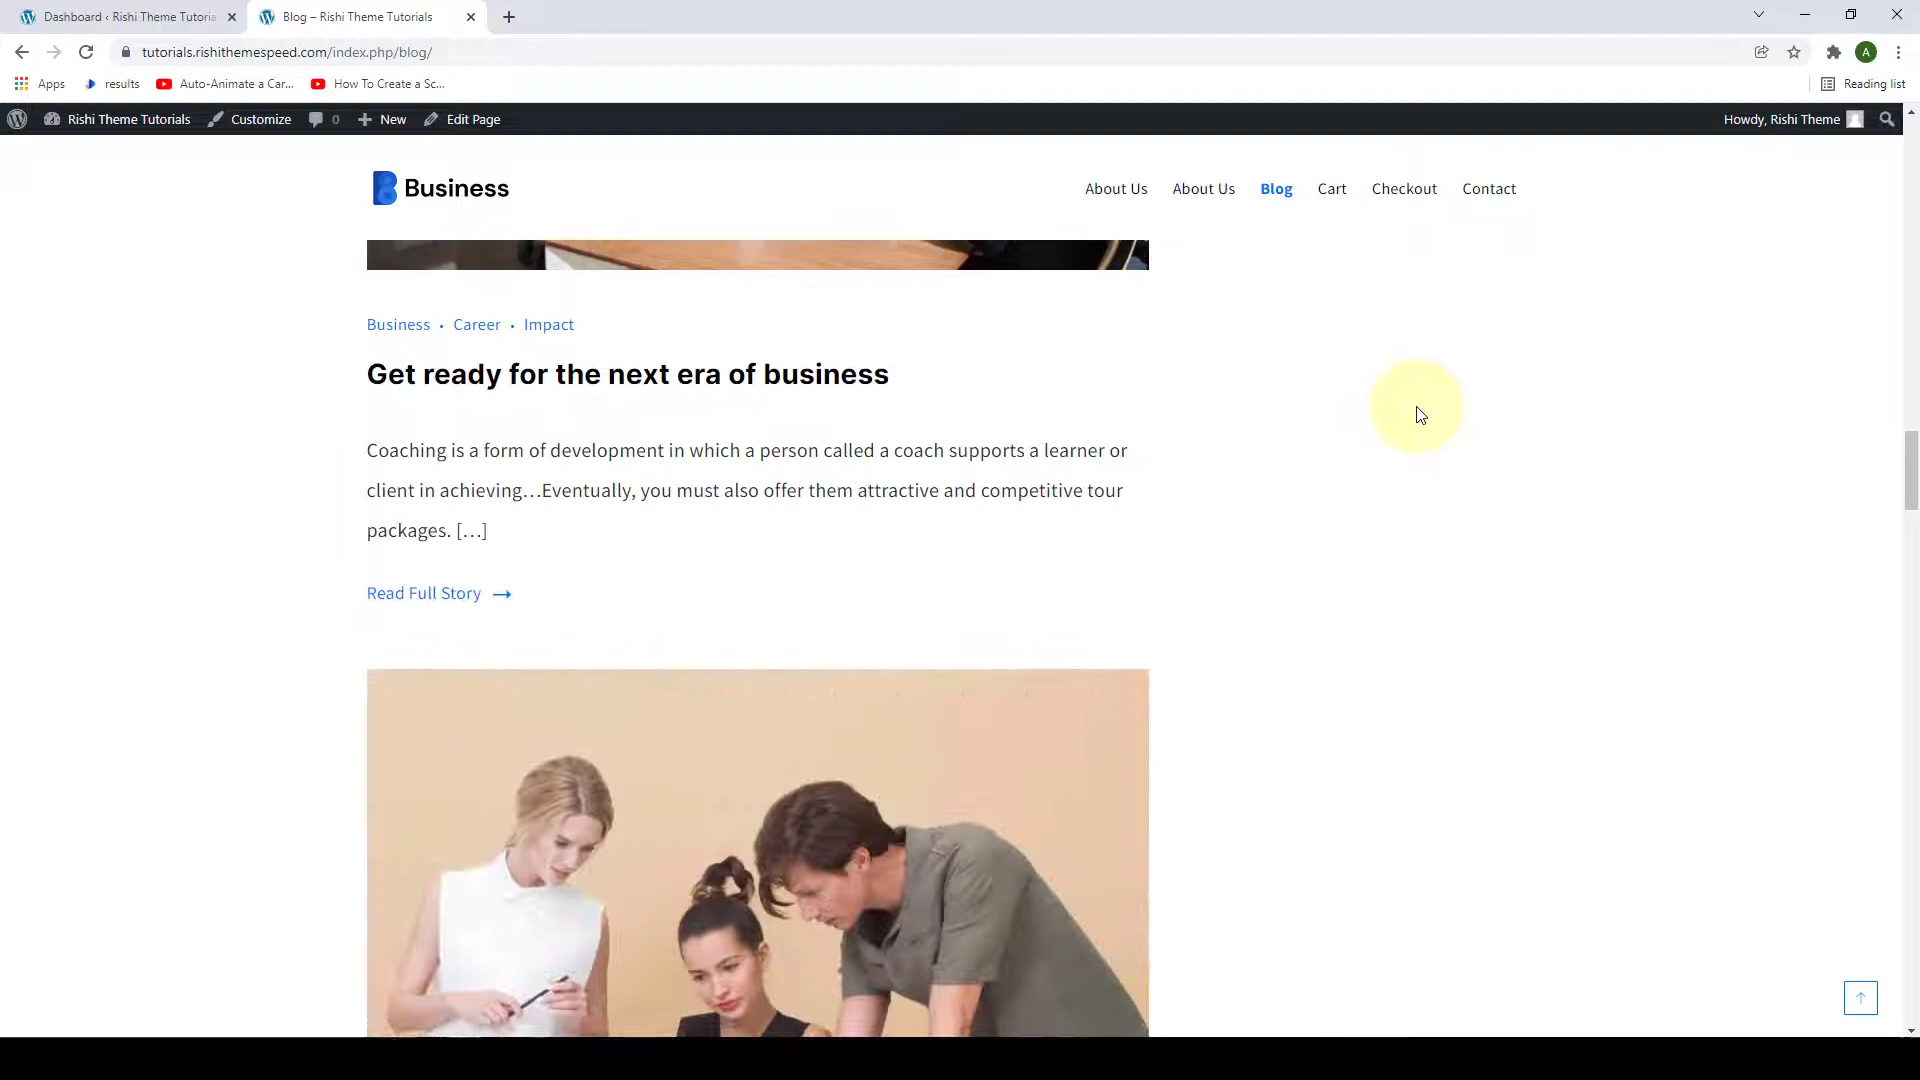 Dashboard ‹ Rishi Theme Tutoria
Blog – Rishi Theme Tutorials
tutorials.rishithemespeed.com/index.php/blog/
A
Apps
results
Auto-Animate a Car...
How To Create a Sc...
Reading list
Rishi Theme Tutorials
Customize
0
New
Edit Page
Howdy, Rishi Theme
Business
About Us
About Us
Blog
Cart
Checkout
Contact
Business • Career • Impact
Get ready for the next era of business
Coaching is a form of development in which a person called a coach supports a learner or
client in achieving…Eventually, you must also offer them attractive and competitive tour
packages. […]
Read Full Story →